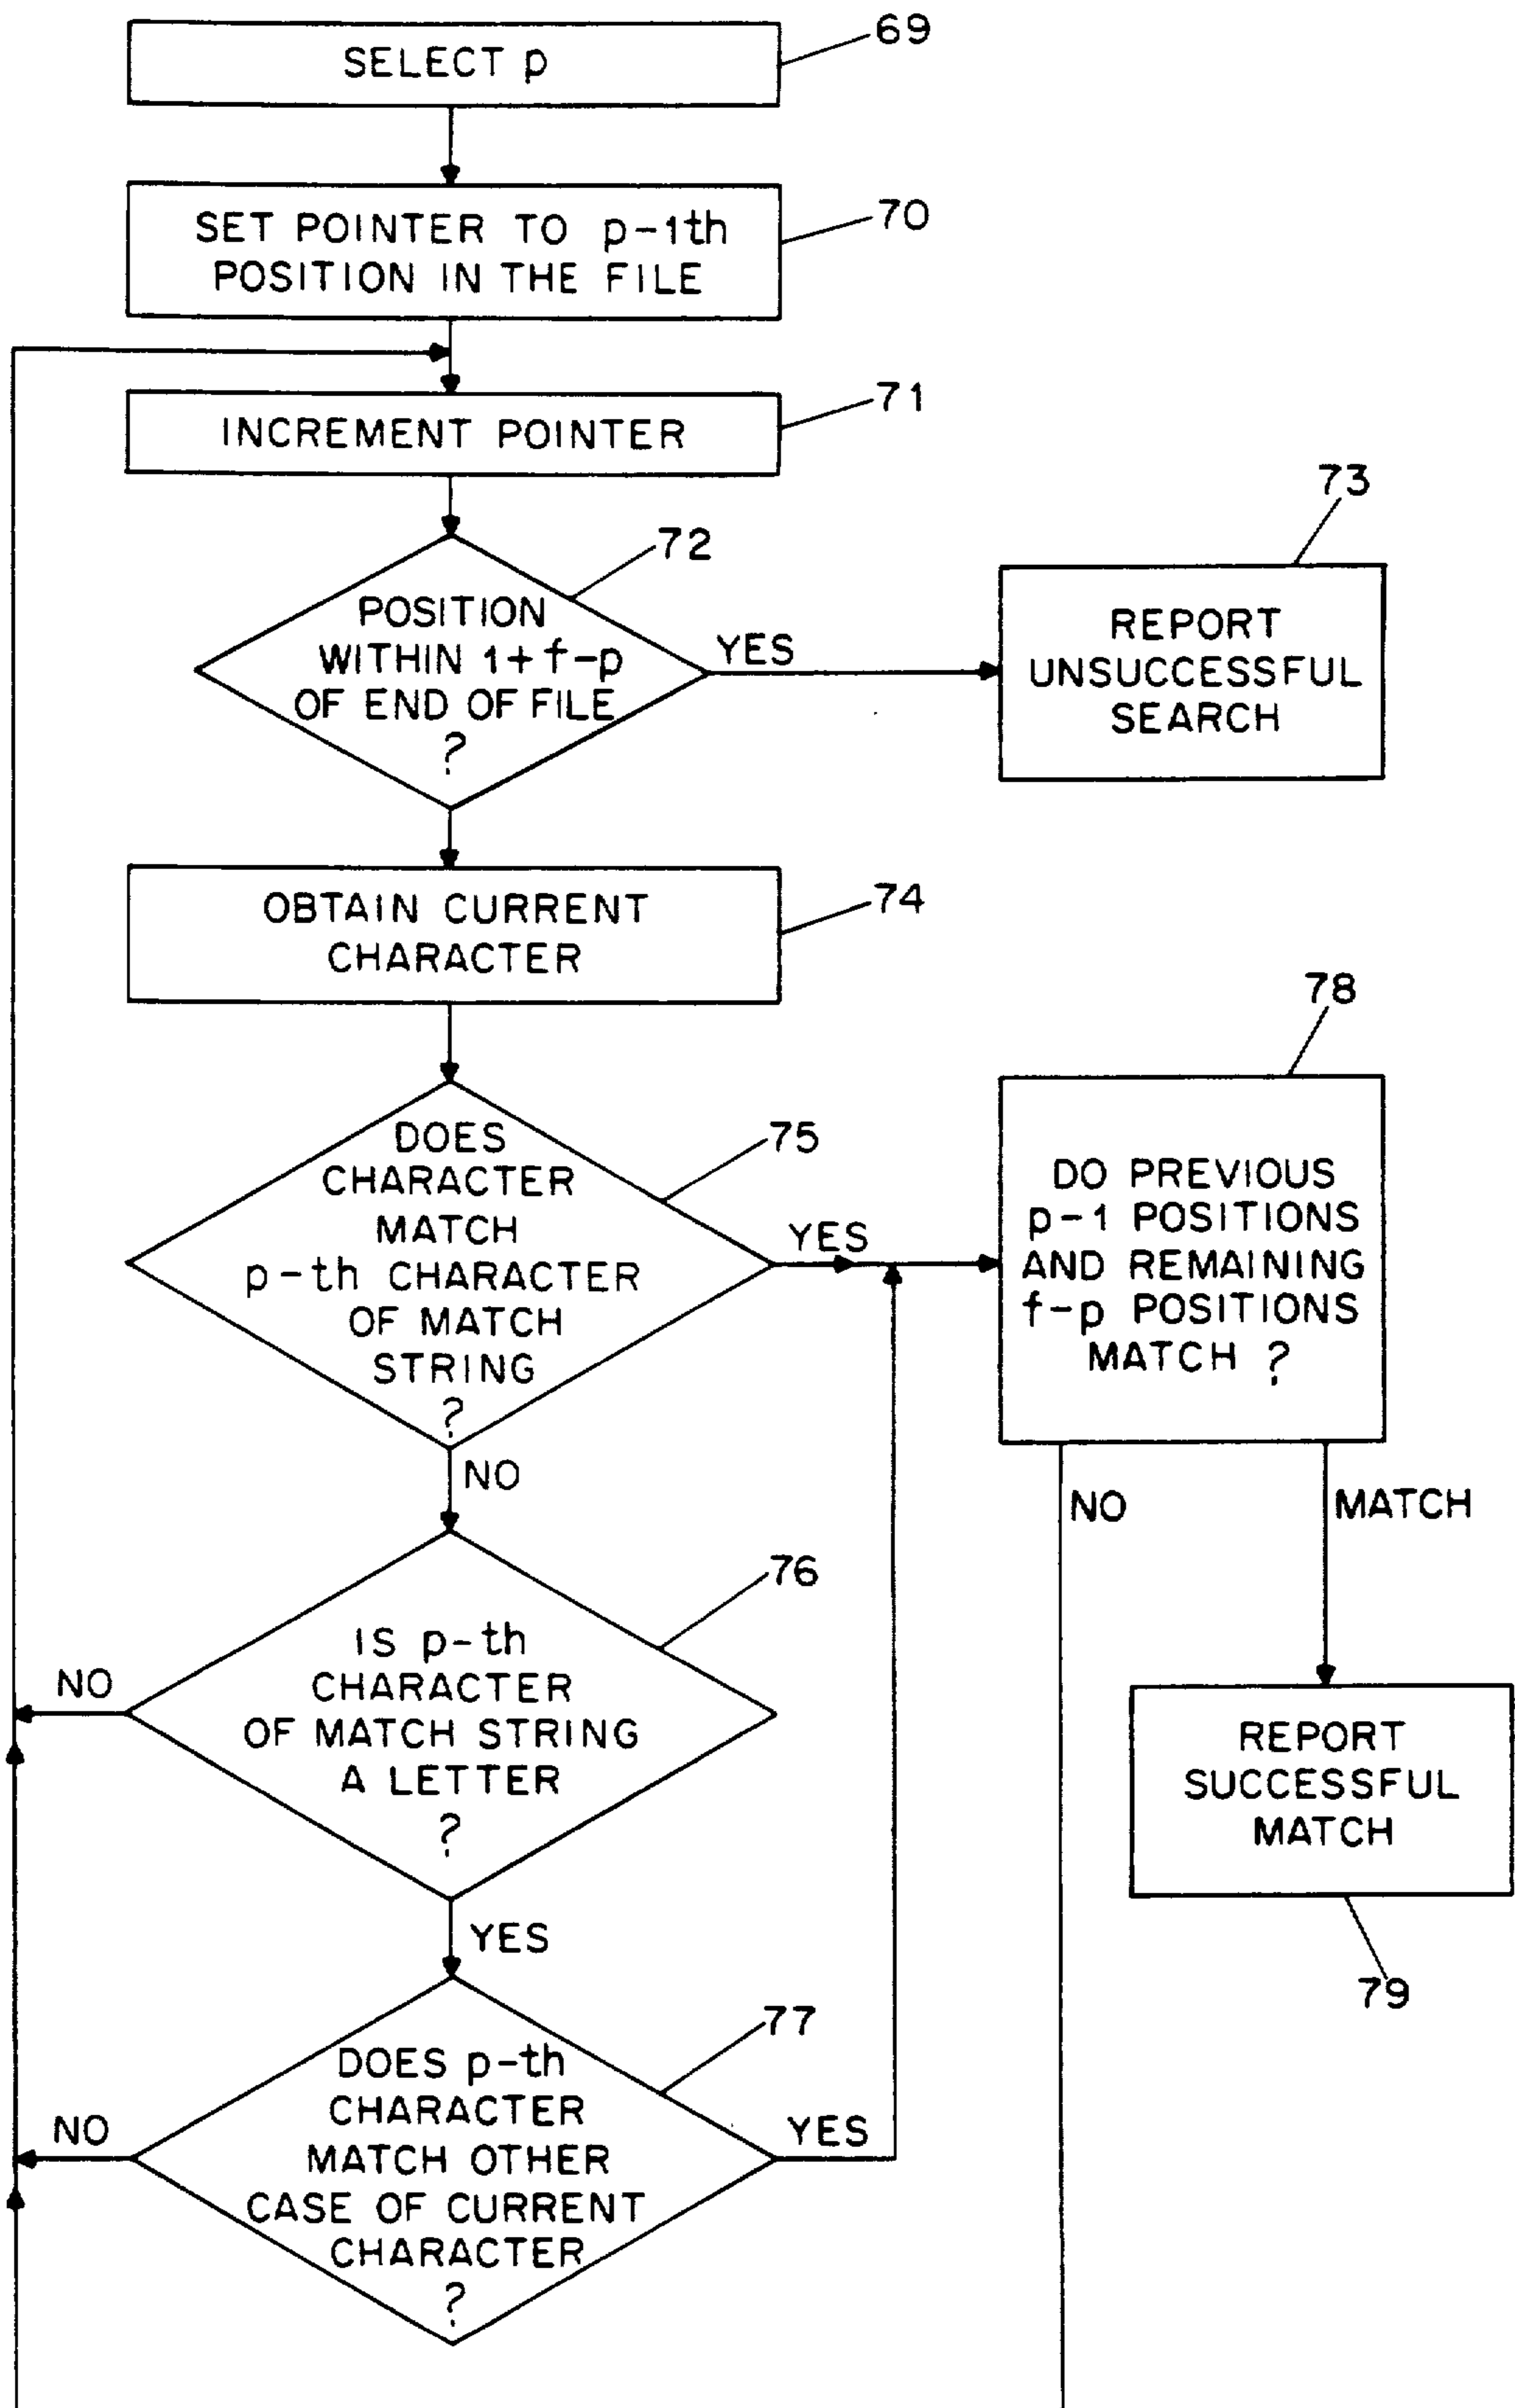 69
SELECT p
70
SET POINTER TO p-1th
POSITION IN THE FILE
71
INCREMENT POINTER
72
POSITION
WITHIN 1+f-p
OF END OF FILE
?
YES
73
REPORT
UNSUCCESSFUL
SEARCH
74
OBTAIN CURRENT
CHARACTER
75
DOES
CHARACTER
MATCH
p-th CHARACTER
OF MATCH
STRING
?
YES
NO
78
DO PREVIOUS
p-1 POSITIONS
AND REMAINING
f-p POSITIONS
MATCH ?
NO
MATCH
76
IS p-th
CHARACTER
OF MATCH STRING
A LETTER
?
NO
YES
REPORT
SUCCESSFUL
MATCH
79
77
DOES p-th
CHARACTER
MATCH OTHER
CASE OF CURRENT
CHARACTER
?
NO
YES